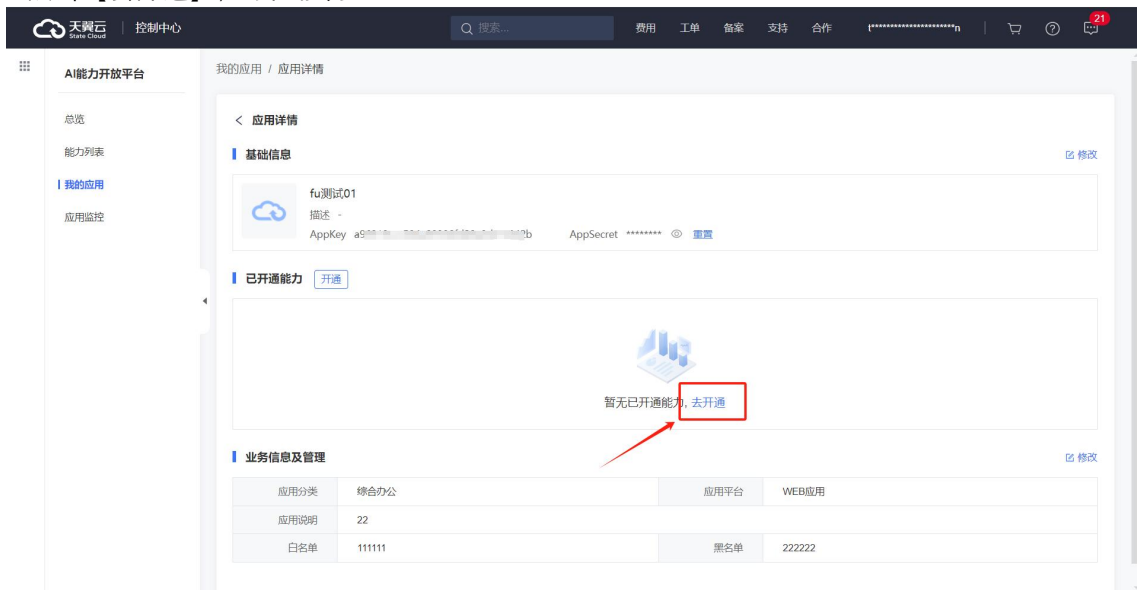 天翼云 State Cloud 控制中心 搜索... 费用 工单 备案 支持 合作 t**********************n 21
AI能力开放平台
总览
能力列表
我的应用
应用监控
我的应用 / 应用详情
< 应用详情
基础信息 修改
fu测试01
描述 -
AppKey AppSecret ******** 重置
已开通能力 开通
暂无已开通能力, 去开通
业务信息及管理 修改
应用分类 综合办公 应用平台 WEB应用
应用说明 22
白名单 111111 黑名单 222222